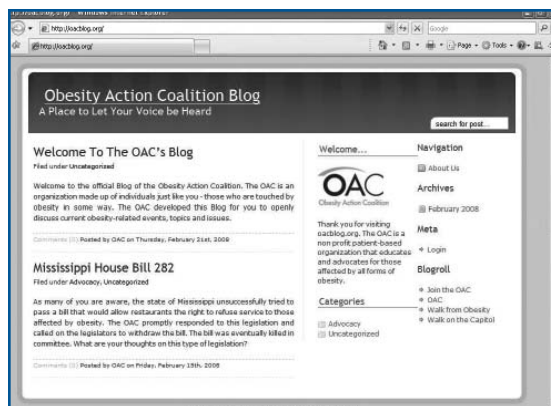 http://oacblog.org/
Google
http://oacblog.org/
Page
Tools
Obesity Action Coalition Blog
A Place to Let Your Voice be Heard
search for post...
Welcome To The OAC's Blog
Filed under Uncategorized
Welcome to the official Blog of the Obesity Action Coalition. The OAC is an
organization made up of individuals just like you - those who are touched by
obesity in some way. The OAC developed this Blog for you to openly
discuss current obesity-related events, topics and issues.
Posted by OAC on Thursday, February 21st, 2008
Mississippi House Bill 282
Filed under Advocacy, Uncategorized
As many of you are aware, the state of Mississippi unsuccessfully tried to
pass a bill that would allow restaurants the right to refuse service to those
affected by obesity. The OAC promptly responded to this legislation and
called on the legislators to withdraw the bill. The bill was eventually killed in
committee. What are your thoughts on this type of legislation?
Posted by OAC on Friday, February 15th, 2008
Welcome...
OAC
Obesity Action Coalition
Thank you for visiting
oacblog.org. The OAC is a
non profit patient-based
organization that educates
and advocates for those
affected by all forms of
obesity.
Categories
Advocacy
Uncategorized
Navigation
About Us
Archives
February 2008
Meta
Login
Blogroll
Join the OAC
OAC
Walk from Obesity
Walk on the Capitol